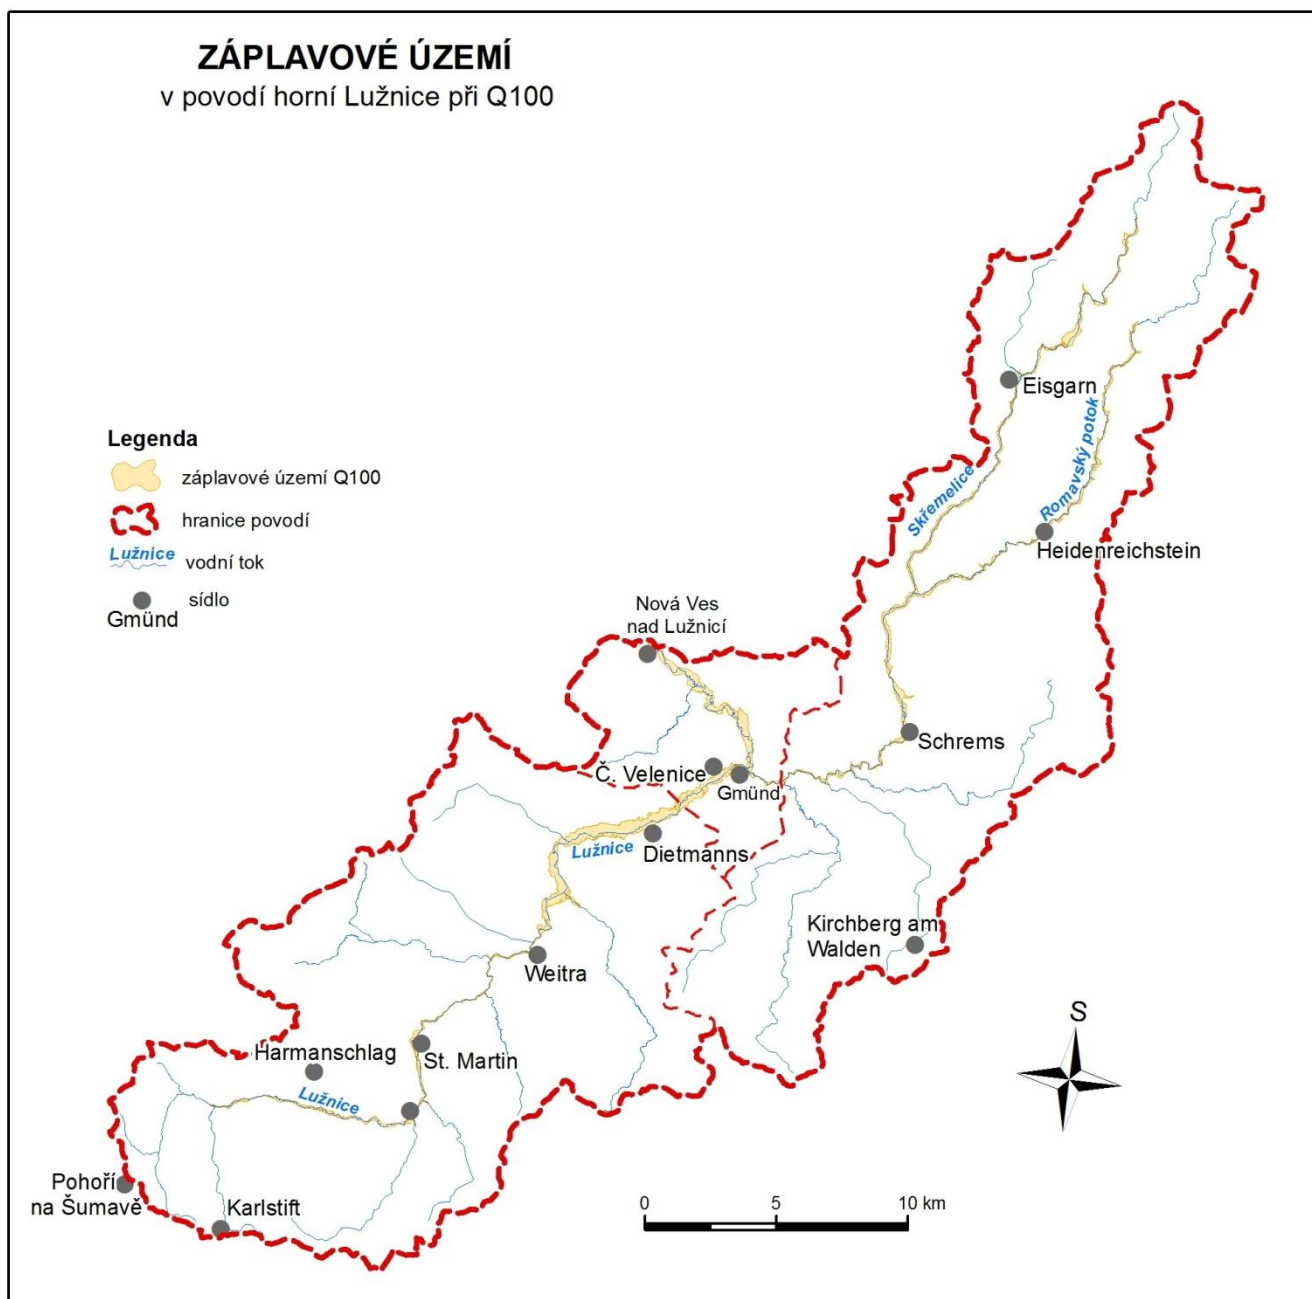 ZÁPLAVOVÉ ÚZEMÍ
v povodí horní Lužnice při Q100
Eisgarn
Romavský potok
Skřemelice
Heidenreichstein
Legenda
záplavové území Q100
hranice povodí
Lužnice
vodní tok
sídlo
Gmünd
Nová Ves
nad Lužnicí
Schrems
Č. Velenice
Gmünd
Lužnice
Dietmanns
Kirchberg am
Walden
Weitra
S
Harmanschlag
St. Martin
Lužnice
Pohoří
na Šumavě
Karlstift
0 5 10 km